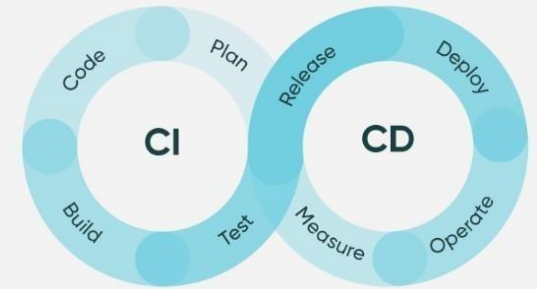 Plan
Code
CI
Build
Test
Release
Deploy
CD
Operate
Measure